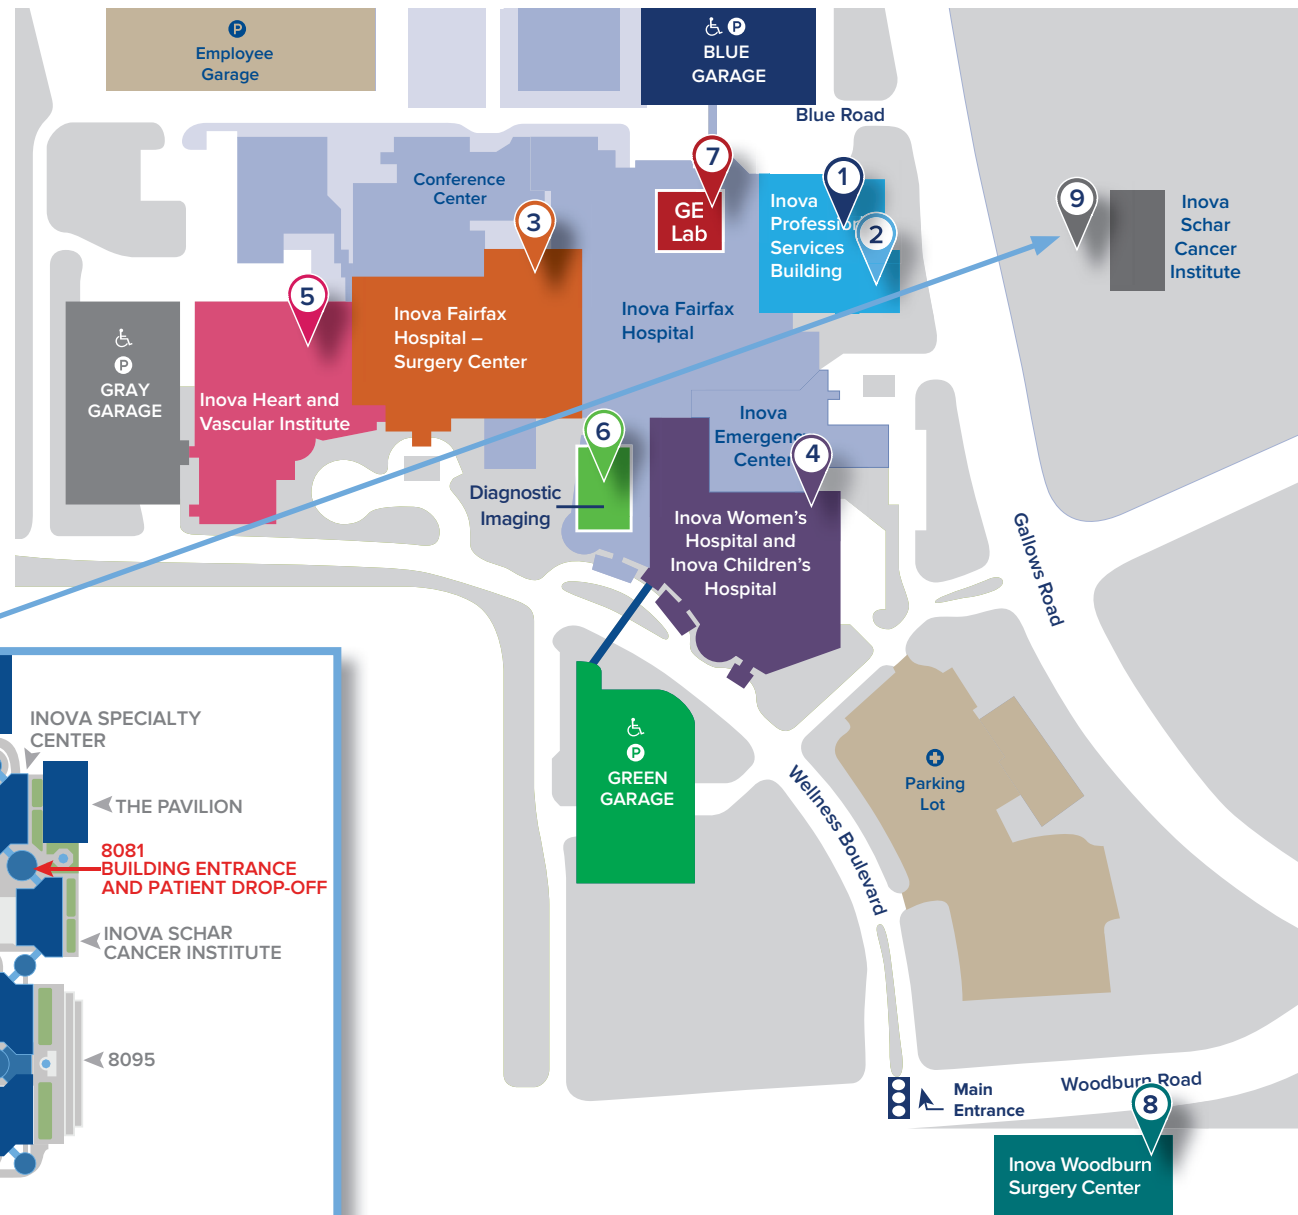 P
Employee
Garage
P
BLUE
GARAGE
Blue Road
Conference
Center
7
GE
Lab
1
2
Inova
Professior
Services
Building
9
Inova
Schar
Cancer
Institute
3
5
Inova Fairfax
Hospital –
Surgery Center
Inova Fairfax
Hospital
P
GRAY
GARAGE
Inova Heart and
Vascular Institute
6
Inova
Emergency
Center
4
Diagnostic
Imaging
Inova Women's
Hospital and
Inova Children's
Hospital
Gallows Road
P
GREEN
GARAGE
Parking
Lot
Wellness Boulevard
INOVA SPECIALTY
CENTER
THE PAVILION
8081
BUILDING ENTRANCE
AND PATIENT DROP-OFF
INOVA SCHAR
CANCER INSTITUTE
8095
Main
Entrance
Woodburn Road
8
Inova Woodburn
Surgery Center